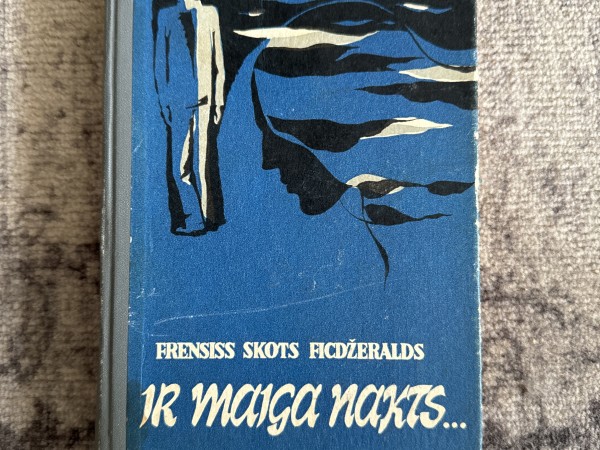 FRENSISS SKOTS FICDŽERALDS
IR MAIGA NAKTS...